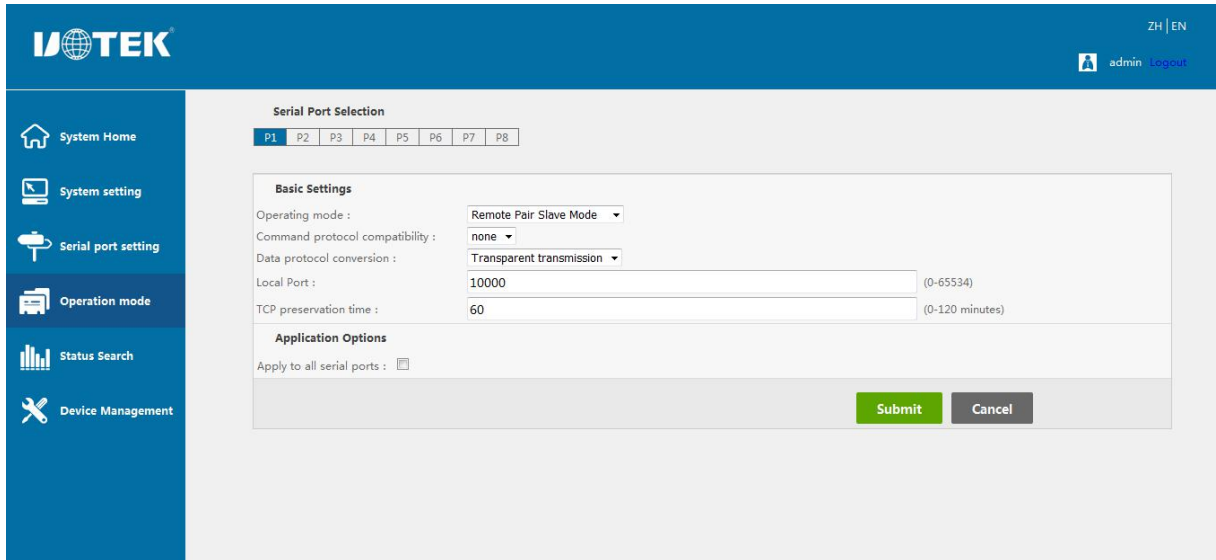 UTEK®
ZH | EN
admin Logout
System Home
System setting
Serial port setting
Operation mode
Status Search
Device Management
Serial Port Selection
P1 P2 P3 P4 P5 P6 P7 P8
Basic Settings
Operating mode : Remote Pair Slave Mode
Command protocol compatibility : none
Data protocol conversion : Transparent transmission
Local Port : 10000 (0-65534)
TCP preservation time : 60 (0-120 minutes)
Application Options
Apply to all serial ports :
Submit Cancel